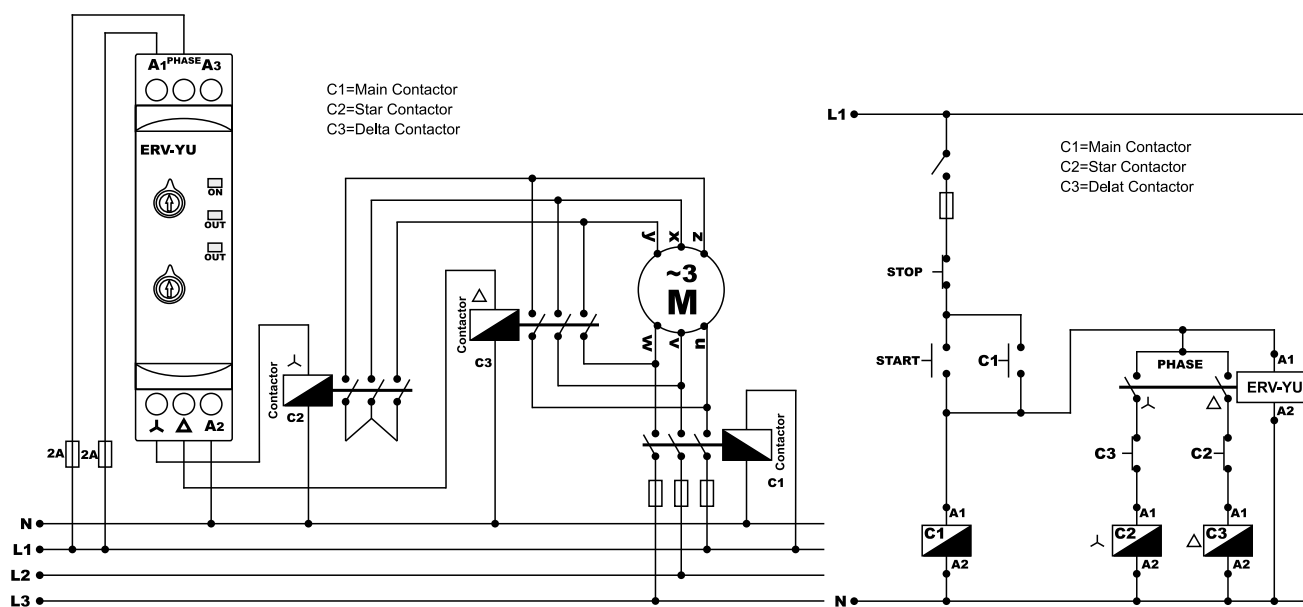 A1 PHASE A3
ERV-YU
ON
OUT
OUT
A2
2A
2A
C1=Main Contactor
C2=Star Contactor
C3=Delta Contactor
Contactor
C2
Contactor
C3
y x z
~3
M
w v u
Contactor
C1
N
L1
L2
L3
L1
C1=Main Contactor
C2=Star Contactor
C3=Delat Contactor
STOP
START
C1
PHASE
A1
ERV-YU
A2
C3
C2
A1
A1
A1
C1
C2
C3
A2
A2
A2
N